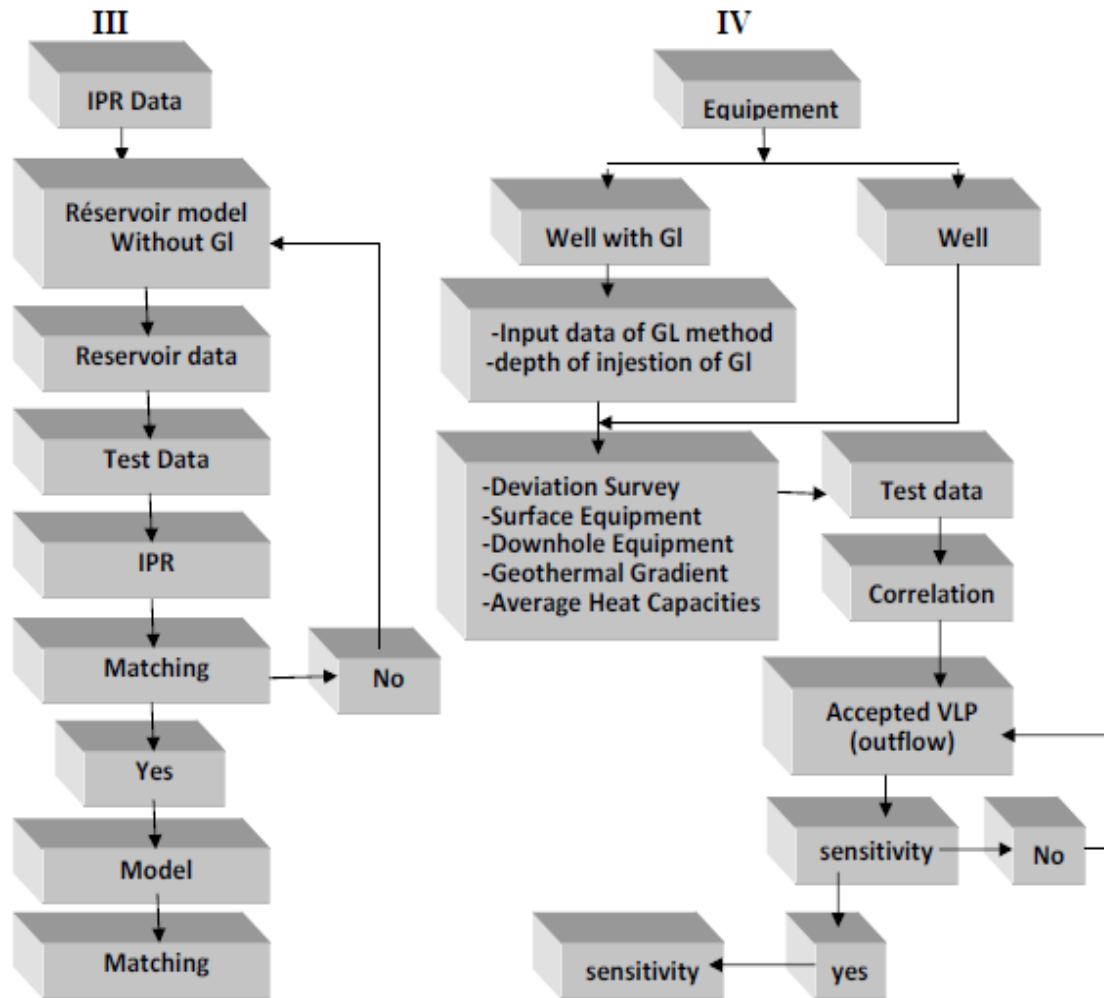 III
IPR Data
Réservoir model
Without Gl
Reservoir data
Test Data
IPR
Matching
No
Yes
Model
Matching
IV
Equipement
Well with Gl
Well
-Input data of GL method
-depth of injestion of Gl
-Deviation Survey
-Surface Equipment
-Downhole Equipment
-Geothermal Gradient
-Average Heat Capacities
Test data
Correlation
Accepted VLP
(outflow)
sensitivity
No
yes
sensitivity